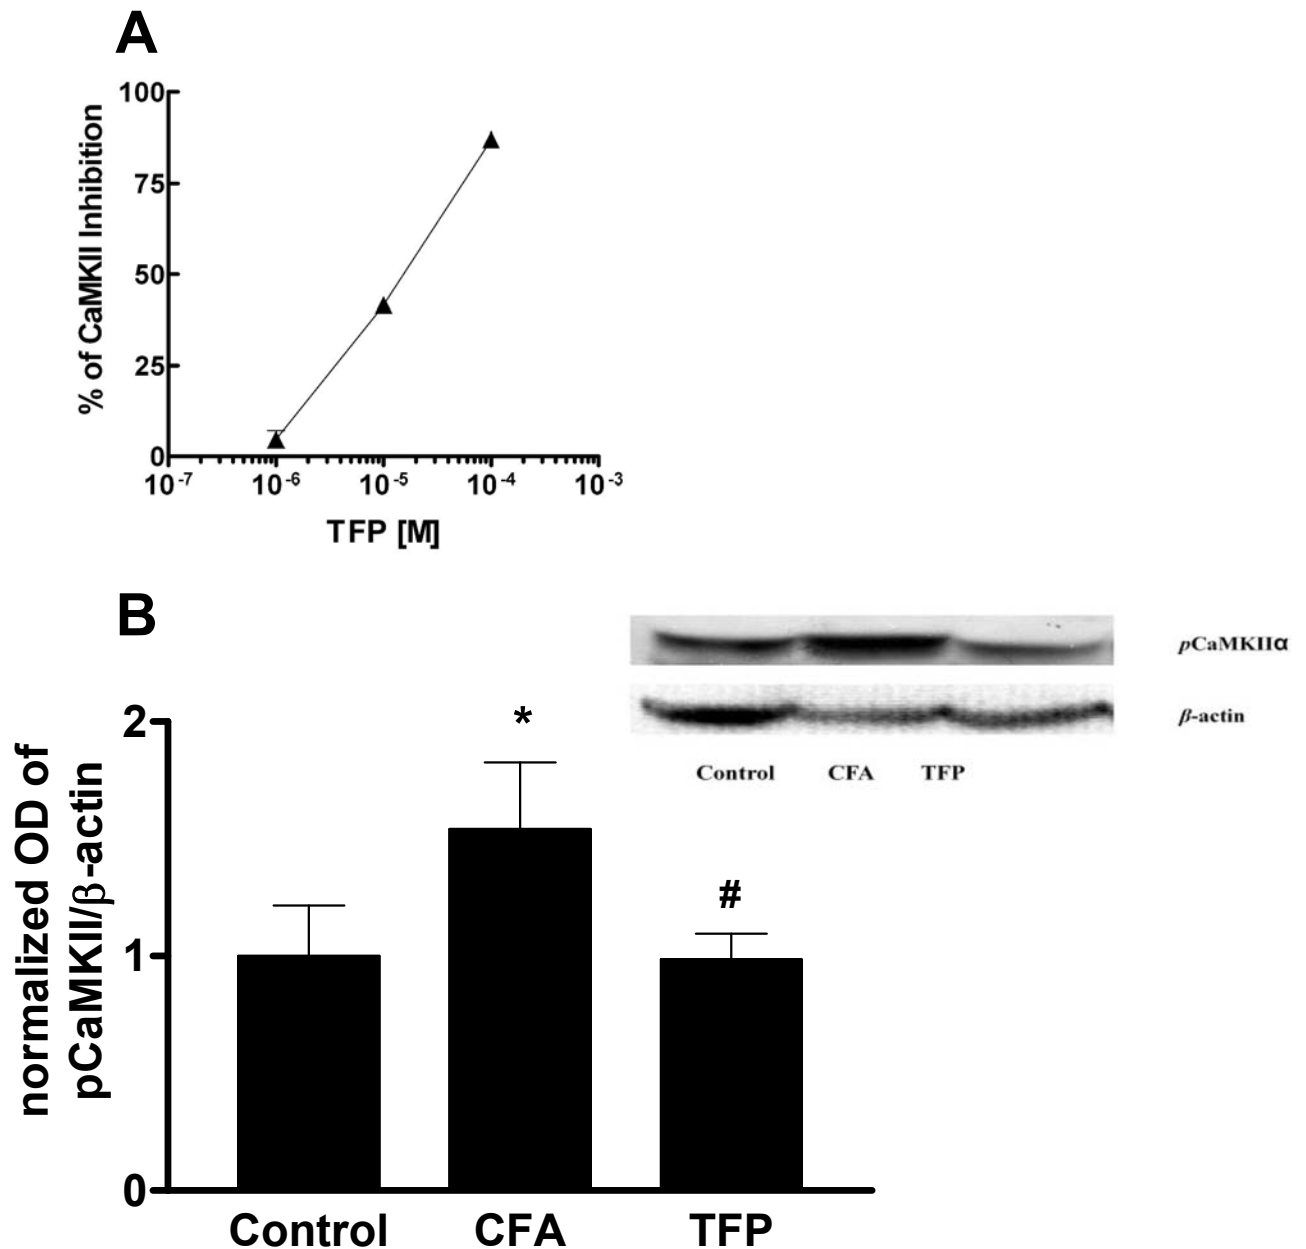 A
100
75
50
25
0
% of CaMKII Inhibition
10-7 10-6 10-5 10-4 10-3
TFP [M]
B
pCaMKIIα
β-actin
Control CFA TFP
normalized OD of
pCaMKII/β-actin
2
1
0
*
#
Control CFA TFP